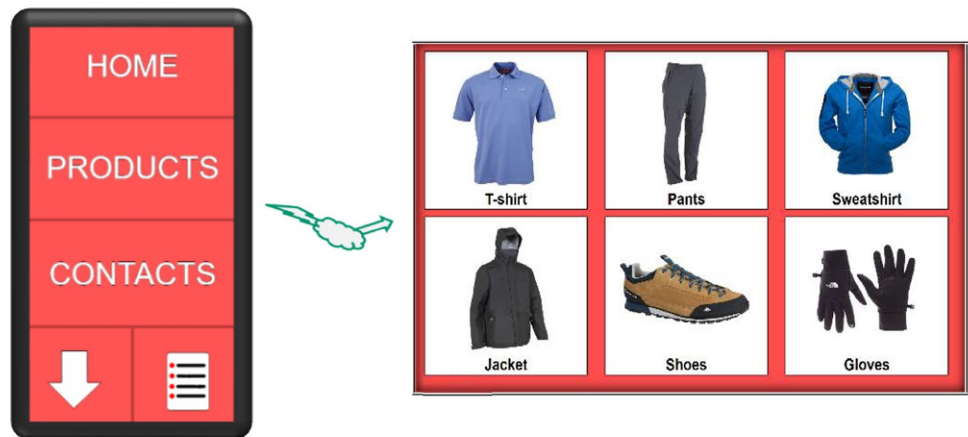 HOME
PRODUCTS
CONTACTS
T-shirt
Pants
Sweatshirt
Jacket
Shoes
Gloves